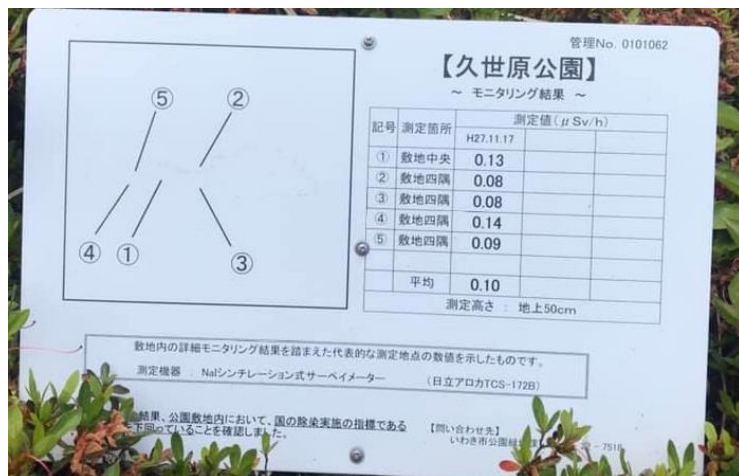 管理No. 0101062
【久世原公園】
～ モニタリング結果 ～
⑤ ②
④ ① ③
記号 測定箇所 測定値(μSv/h)
H27.11.17
① 敷地中央 0.13
② 敷地四隅 0.08
③ 敷地四隅 0.08
④ 敷地四隅 0.14
⑤ 敷地四隅 0.09
平均 0.10
測定高さ : 地上50cm
敷地内の詳細モニタリング結果を踏まえた代表的な測定地点の数値を示したものです。
測定機器 : NaIシンチレーション式サーベイメーター (日立アロカTCS-172B)
結果、公園敷地内において、国の除染実施の指標である
下回っていることを確認しました。
【問い合わせ先】
いわき市公園緑地
-7518